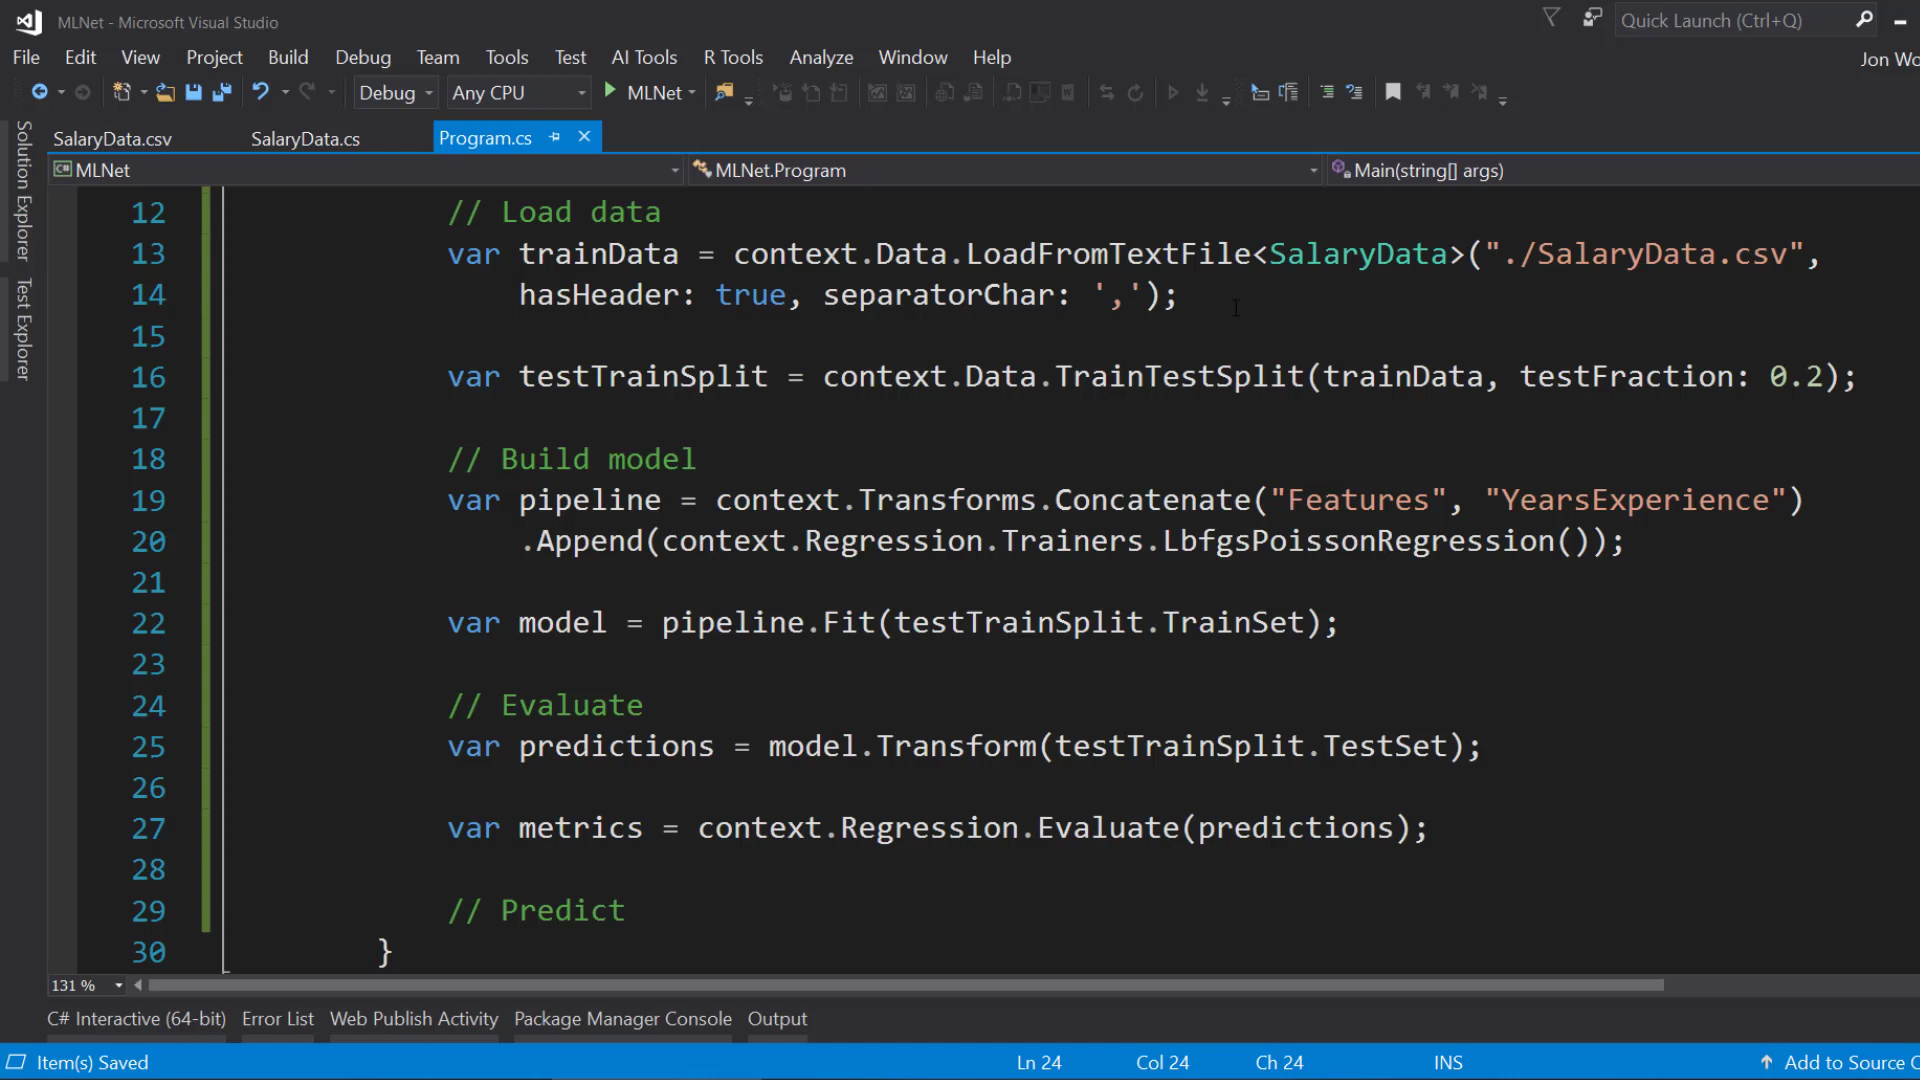 MLNet - Microsoft Visual Studio
Quick Launch (Ctrl+Q)
File Edit View Project Build Debug Team Tools Test AI Tools R Tools Analyze Window Help
Jon Wo
Debug Any CPU MLNet
SalaryData.csv SalaryData.cs Program.cs
MLNet MLNet.Program Main(string[] args)
Solution Explorer
Test Explorer
12 // Load data
13 var trainData = context.Data.LoadFromTextFile<SalaryData>("./SalaryData.csv",
14 hasHeader: true, separatorChar: ',');
15
16 var testTrainSplit = context.Data.TrainTestSplit(trainData, testFraction: 0.2);
17
18 // Build model
19 var pipeline = context.Transforms.Concatenate("Features", "YearsExperience")
20 .Append(context.Regression.Trainers.LbfgsPoissonRegression());
21
22 var model = pipeline.Fit(testTrainSplit.TrainSet);
23
24 // Evaluate
25 var predictions = model.Transform(testTrainSplit.TestSet);
26
27 var metrics = context.Regression.Evaluate(predictions);
28
29 // Predict
30 }
131 %
C# Interactive (64-bit) Error List Web Publish Activity Package Manager Console Output
Item(s) Saved Ln 24 Col 24 Ch 24 INS Add to Source C